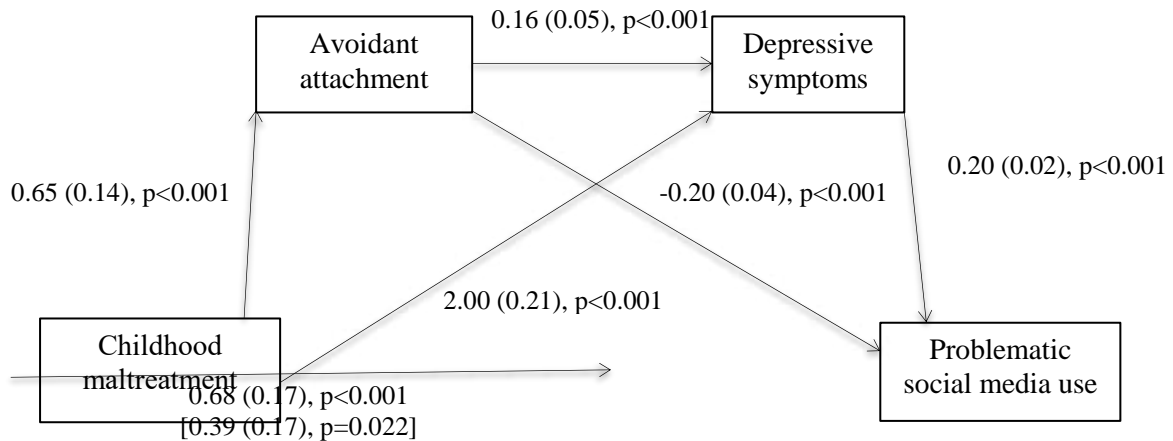 0.16 (0.05), p<0.001
Avoidant
attachment
Depressive
symptoms
0.65 (0.14), p<0.001
0.20 (0.02), p<0.001
-0.20 (0.04), p<0.001
2.00 (0.21), p<0.001
Childhood
maltreatment
Problematic
social media use
0.68 (0.17), p<0.001
[0.39 (0.17), p=0.022]